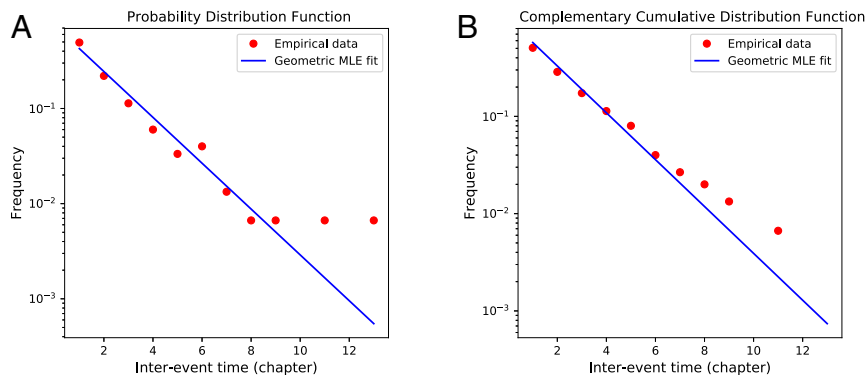 A
Probability Distribution Function
Empirical data
Geometric MLE fit
Frequency
10⁻¹
10⁻²
10⁻³
2 4 6 8 10 12
Inter-event time (chapter)
B
Complementary Cumulative Distribution Function
Empirical data
Geometric MLE fit
Frequency
10⁻¹
10⁻²
10⁻³
2 4 6 8 10 12
Inter-event time (chapter)